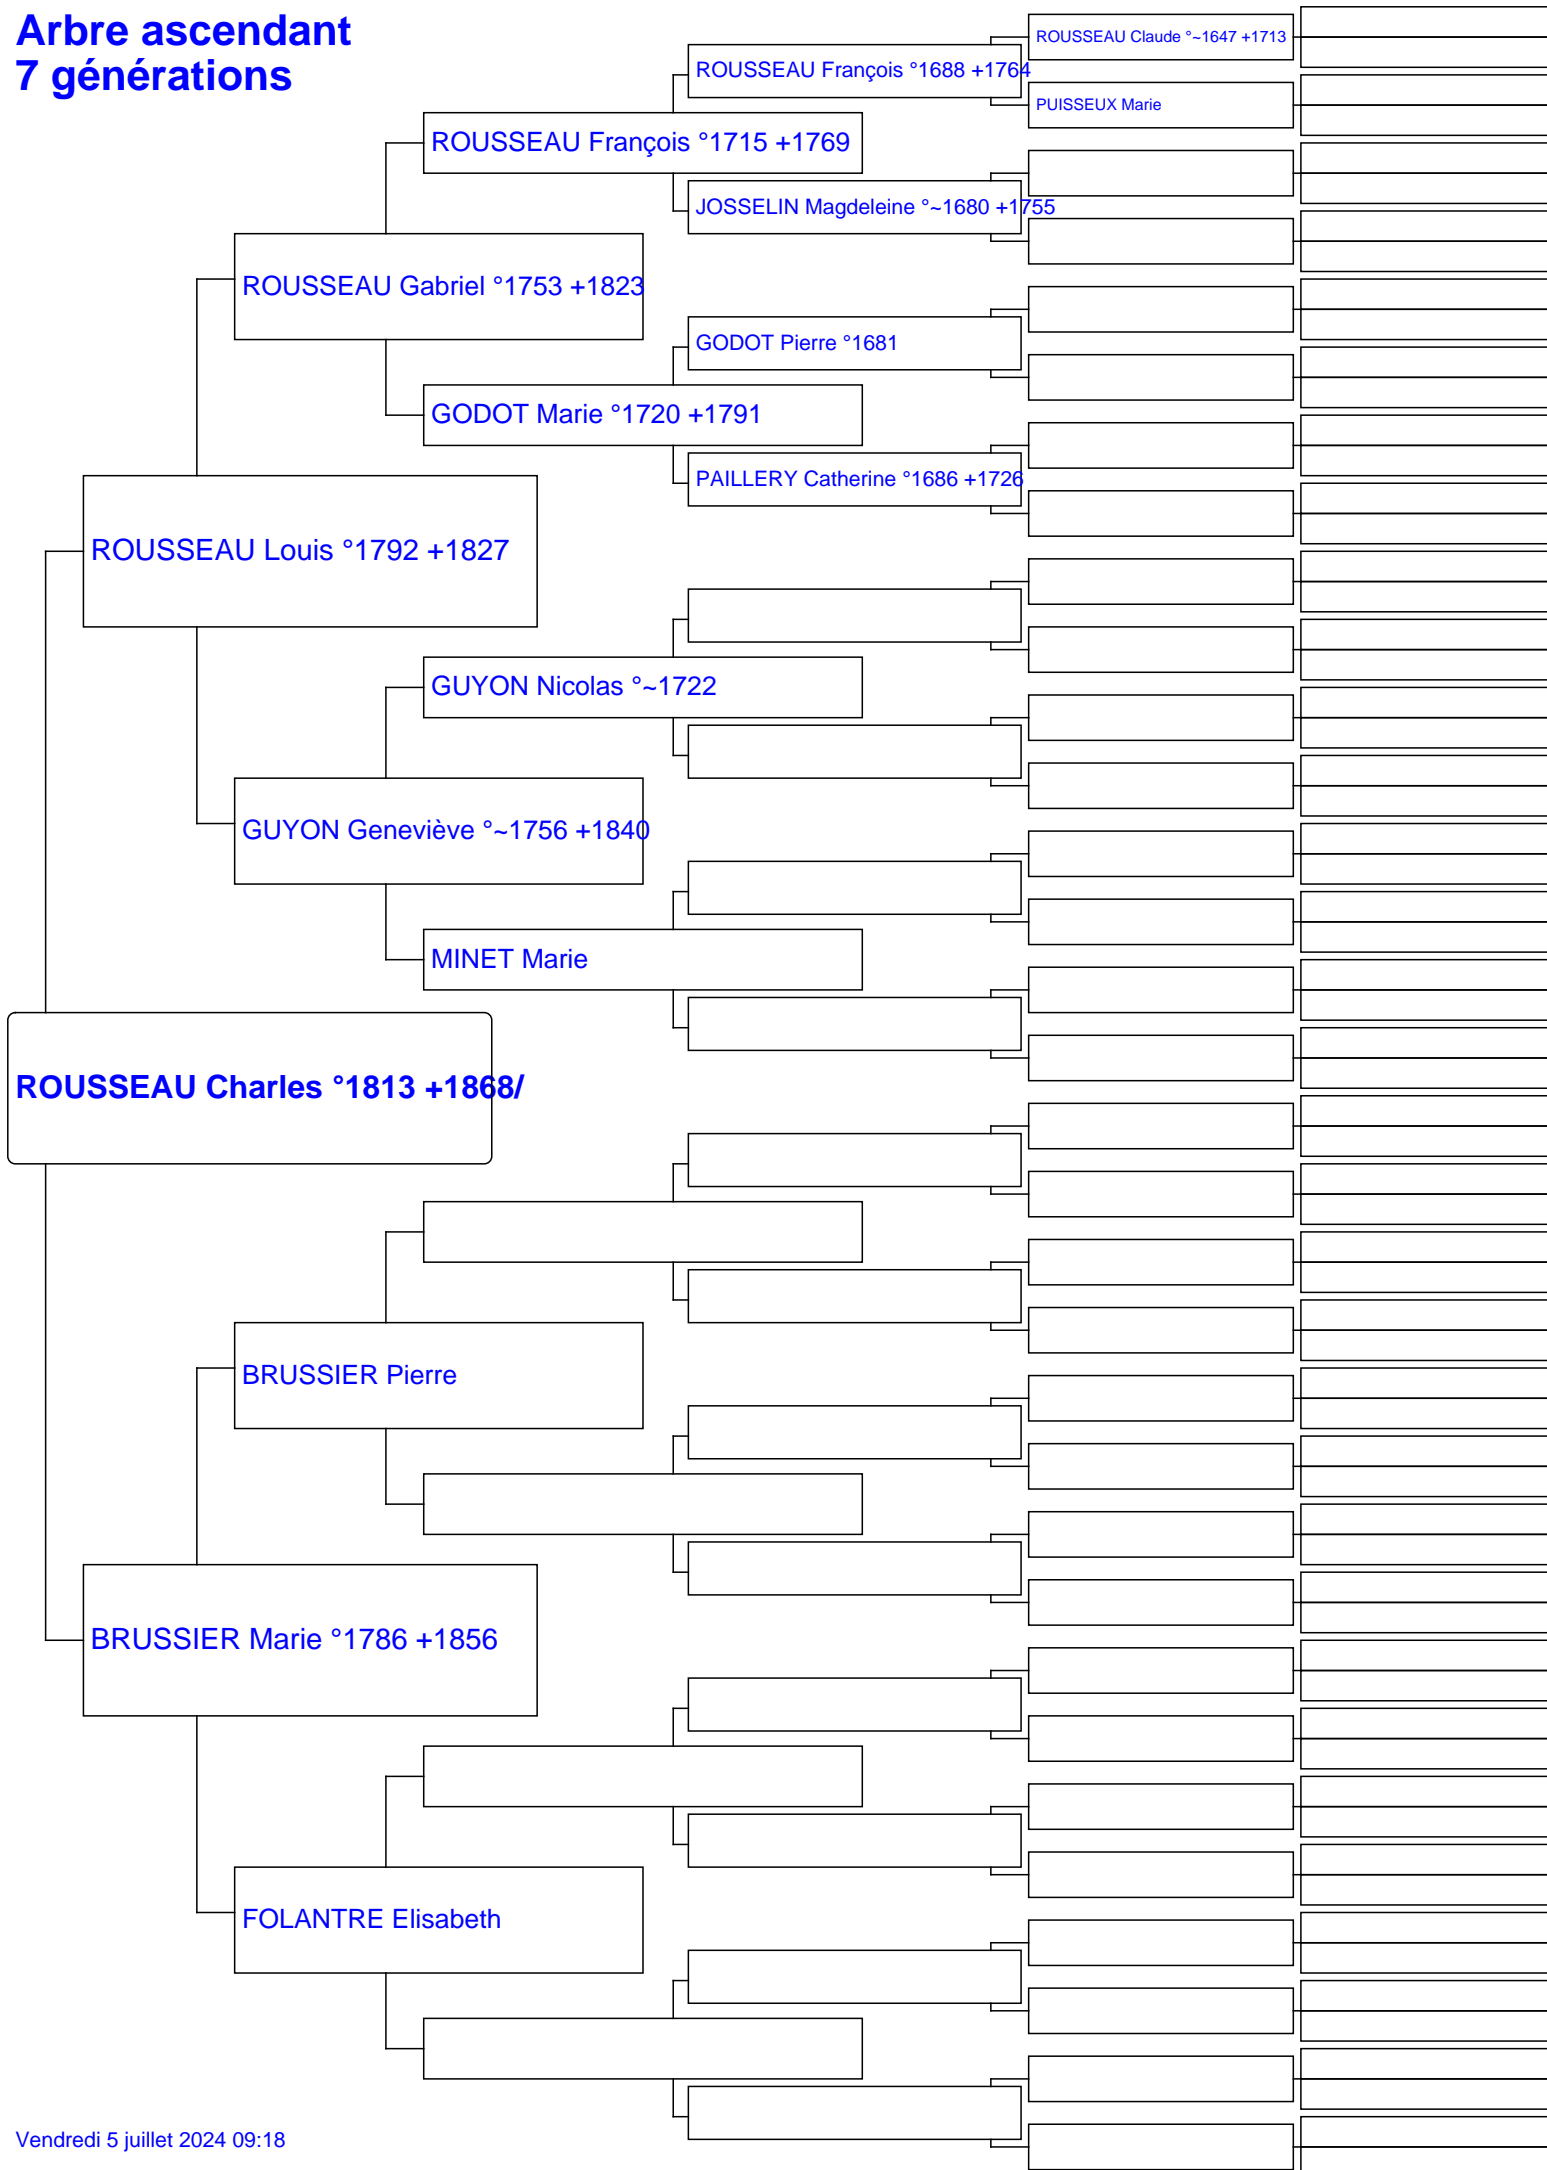 Arbre ascendant
7 générations
ROUSSEAU Claude °~1647 +1713
ROUSSEAU François °1688 +1764
PUISSEUX Marie
ROUSSEAU François °1715 +1769
JOSSELIN Magdeleine °~1680 +1755
ROUSSEAU Gabriel °1753 +1823
GODOT Pierre °1681
GODOT Marie °1720 +1791
PAILLERY Catherine °1686 +1726
ROUSSEAU Louis °1792 +1827
GUYON Nicolas °~1722
GUYON Geneviève °~1756 +1840
MINET Marie
ROUSSEAU Charles °1813 +1868/
BRUSSIER Pierre
BRUSSIER Marie °1786 +1856
FOLANTRE Elisabeth
Vendredi 5 juillet 2024 09:18